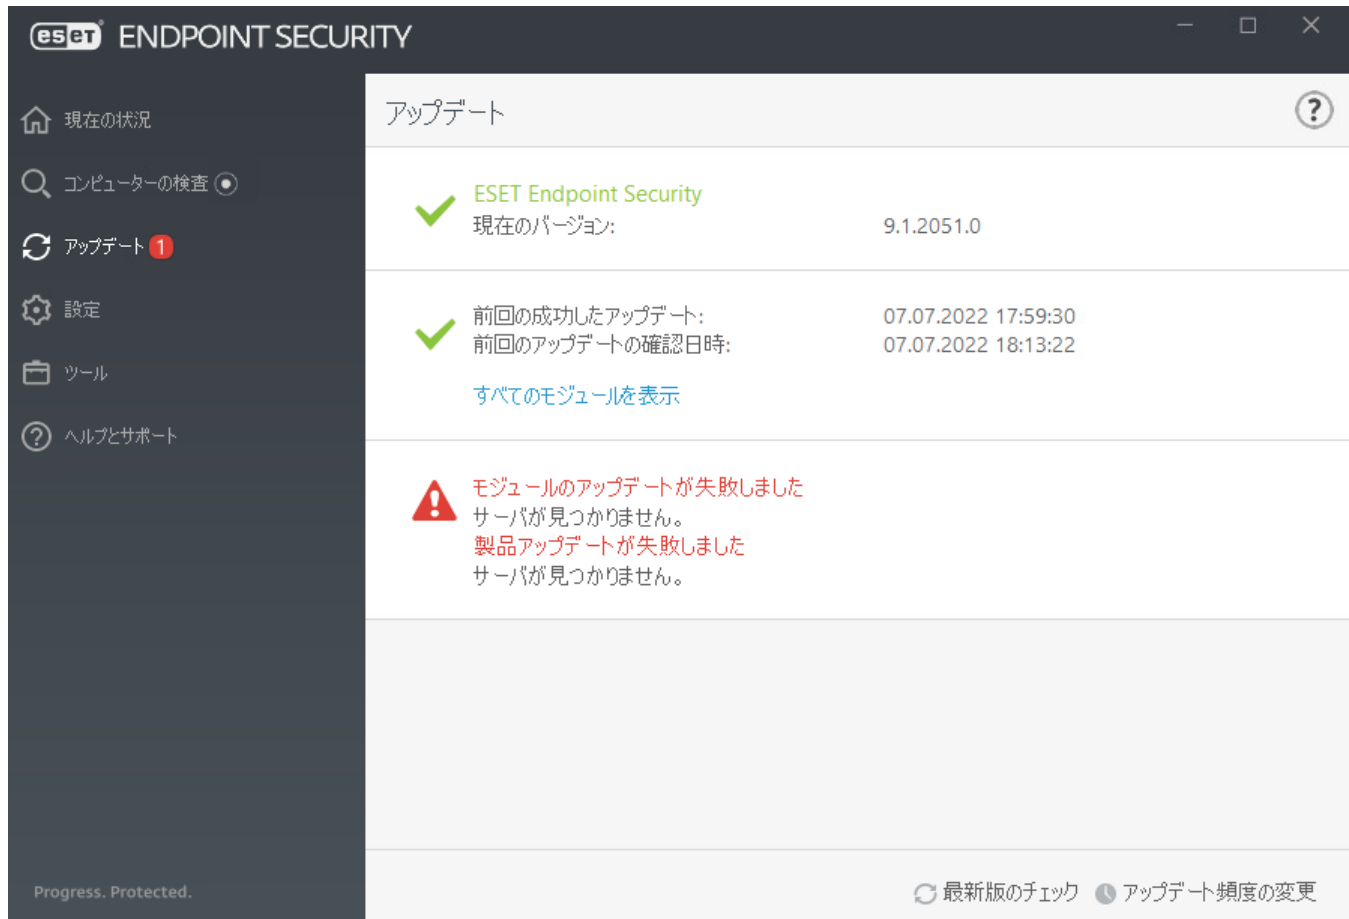 eset ENDPOINT SECURITY
現在の状況
コンピューターの検査
アップデート 1
設定
ツール
ヘルプとサポート
Progress. Protected.
アップデート
?
ESET Endpoint Security
現在のバージョン: 9.1.2051.0
前回の成功したアップデート: 07.07.2022 17:59:30
前回のアップデートの確認日時: 07.07.2022 18:13:22
すべてのモジュールを表示
モジュールのアップデートが失敗しました
サーバが見つかりません。
製品アップデートが失敗しました
サーバが見つかりません。
最新版のチェック アップデート頻度の変更